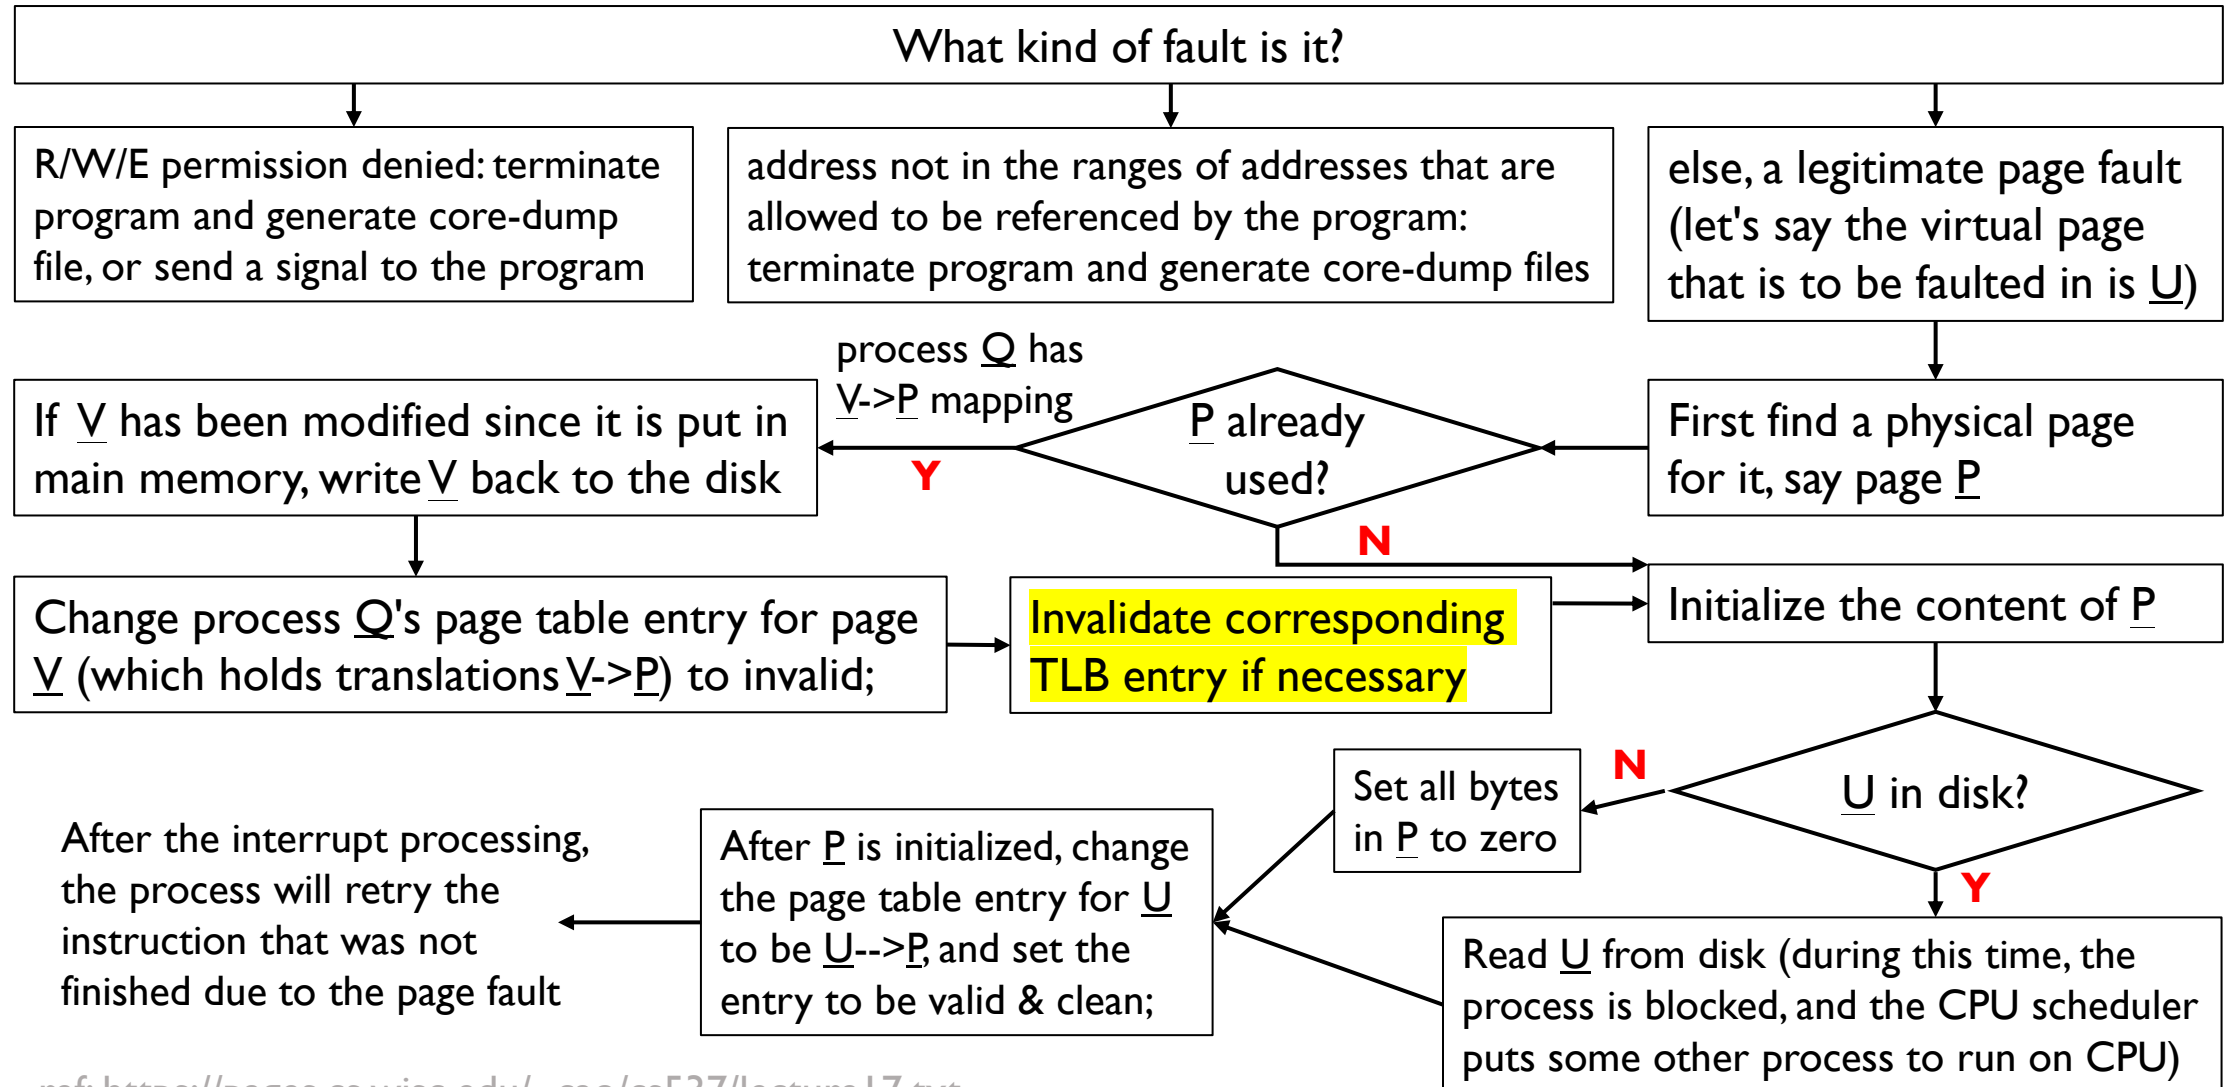 What kind of fault is it?
R/W/E permission denied: terminate
program and generate core-dump
file, or send a signal to the program
address not in the ranges of addresses that are
allowed to be referenced by the program:
terminate program and generate core-dump files
else, a legitimate page fault
(let's say the virtual page
that is to be faulted in is U)
First find a physical page
for it, say page P
P already
used?
process Q has
V->P mapping
Y
If V has been modified since it is put in
main memory, write V back to the disk
N
Change process Q's page table entry for page
V (which holds translations V->P) to invalid;
Invalidate corresponding
TLB entry if necessary
Initialize the content of P
U in disk?
N
Set all bytes
in P to zero
Y
Read U from disk (during this time, the
process is blocked, and the CPU scheduler
puts some other process to run on CPU)
After P is initialized, change
the page table entry for U
to be U-->P, and set the
entry to be valid & clean;
After the interrupt processing,
the process will retry the
instruction that was not
finished due to the page fault